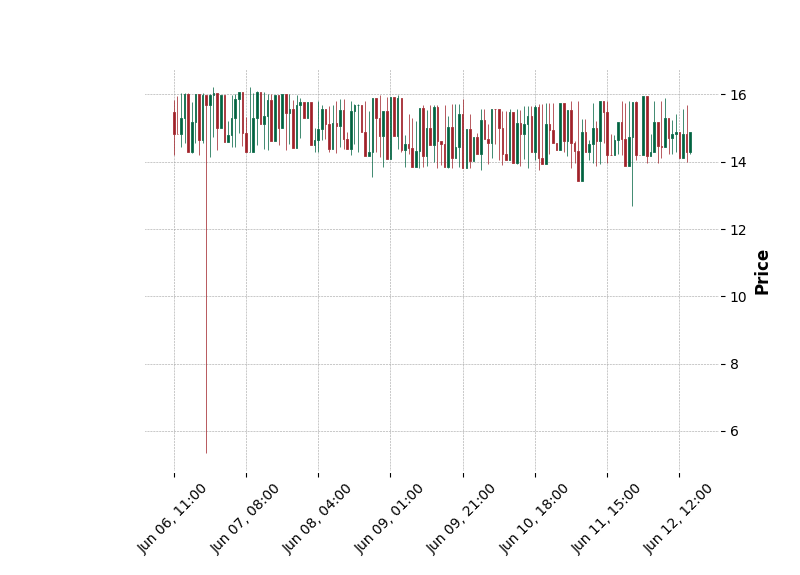 16
14
12
10
8
6
Price
Jun 06, 11:00
Jun 07, 08:00
Jun 08, 04:00
Jun 09, 01:00
Jun 09, 21:00
Jun 10, 18:00
Jun 11, 15:00
Jun 12, 12:00